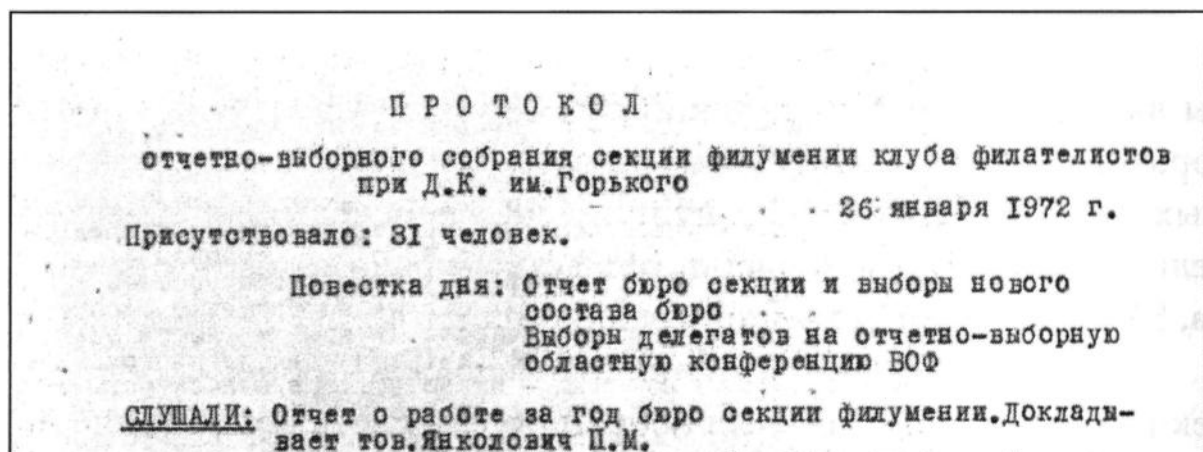 П Р О Т О К О Л
отчетно-выборного собрания секции филумении клуба филателистов
при Д.К. им.Горького
26 января 1972 г.
Присутствовало: 31 человек.
Повестка дня: Отчет бюро секции и выборы нового
состава бюро
Выборы делегатов на отчетно-выборную
областную конференцию ВОФ
СЛУШАЛИ: Отчет о работе за год бюро секции филумении.Доклады-
вает тов.Янколович П.М.